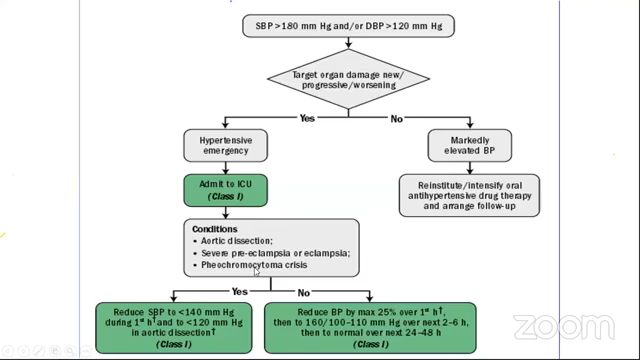 SBP >180 mm Hg and/or DBP >120 mm Hg
Target organ damage new/
progressive/worsening
Yes
No
Hypertensive
emergency
Markedly
elevated BP
Admit to ICU
(Class I)
Reinstitute/intensify oral
antihypertensive drug therapy
and arrange follow-up
Conditions
• Aortic dissection;
• Severe pre-eclampsia or eclampsia;
• Pheochromocytoma crisis
Yes
No
Reduce SBP to <140 mm Hg
during 1st h† and to <120 mm Hg
in aortic dissection†
(Class I)
Reduce BP by max 25% over 1st h†,
then to 160/100–110 mm Hg over next 2–6 h,
then to normal over next 24–48 h
(Class I)
zoom